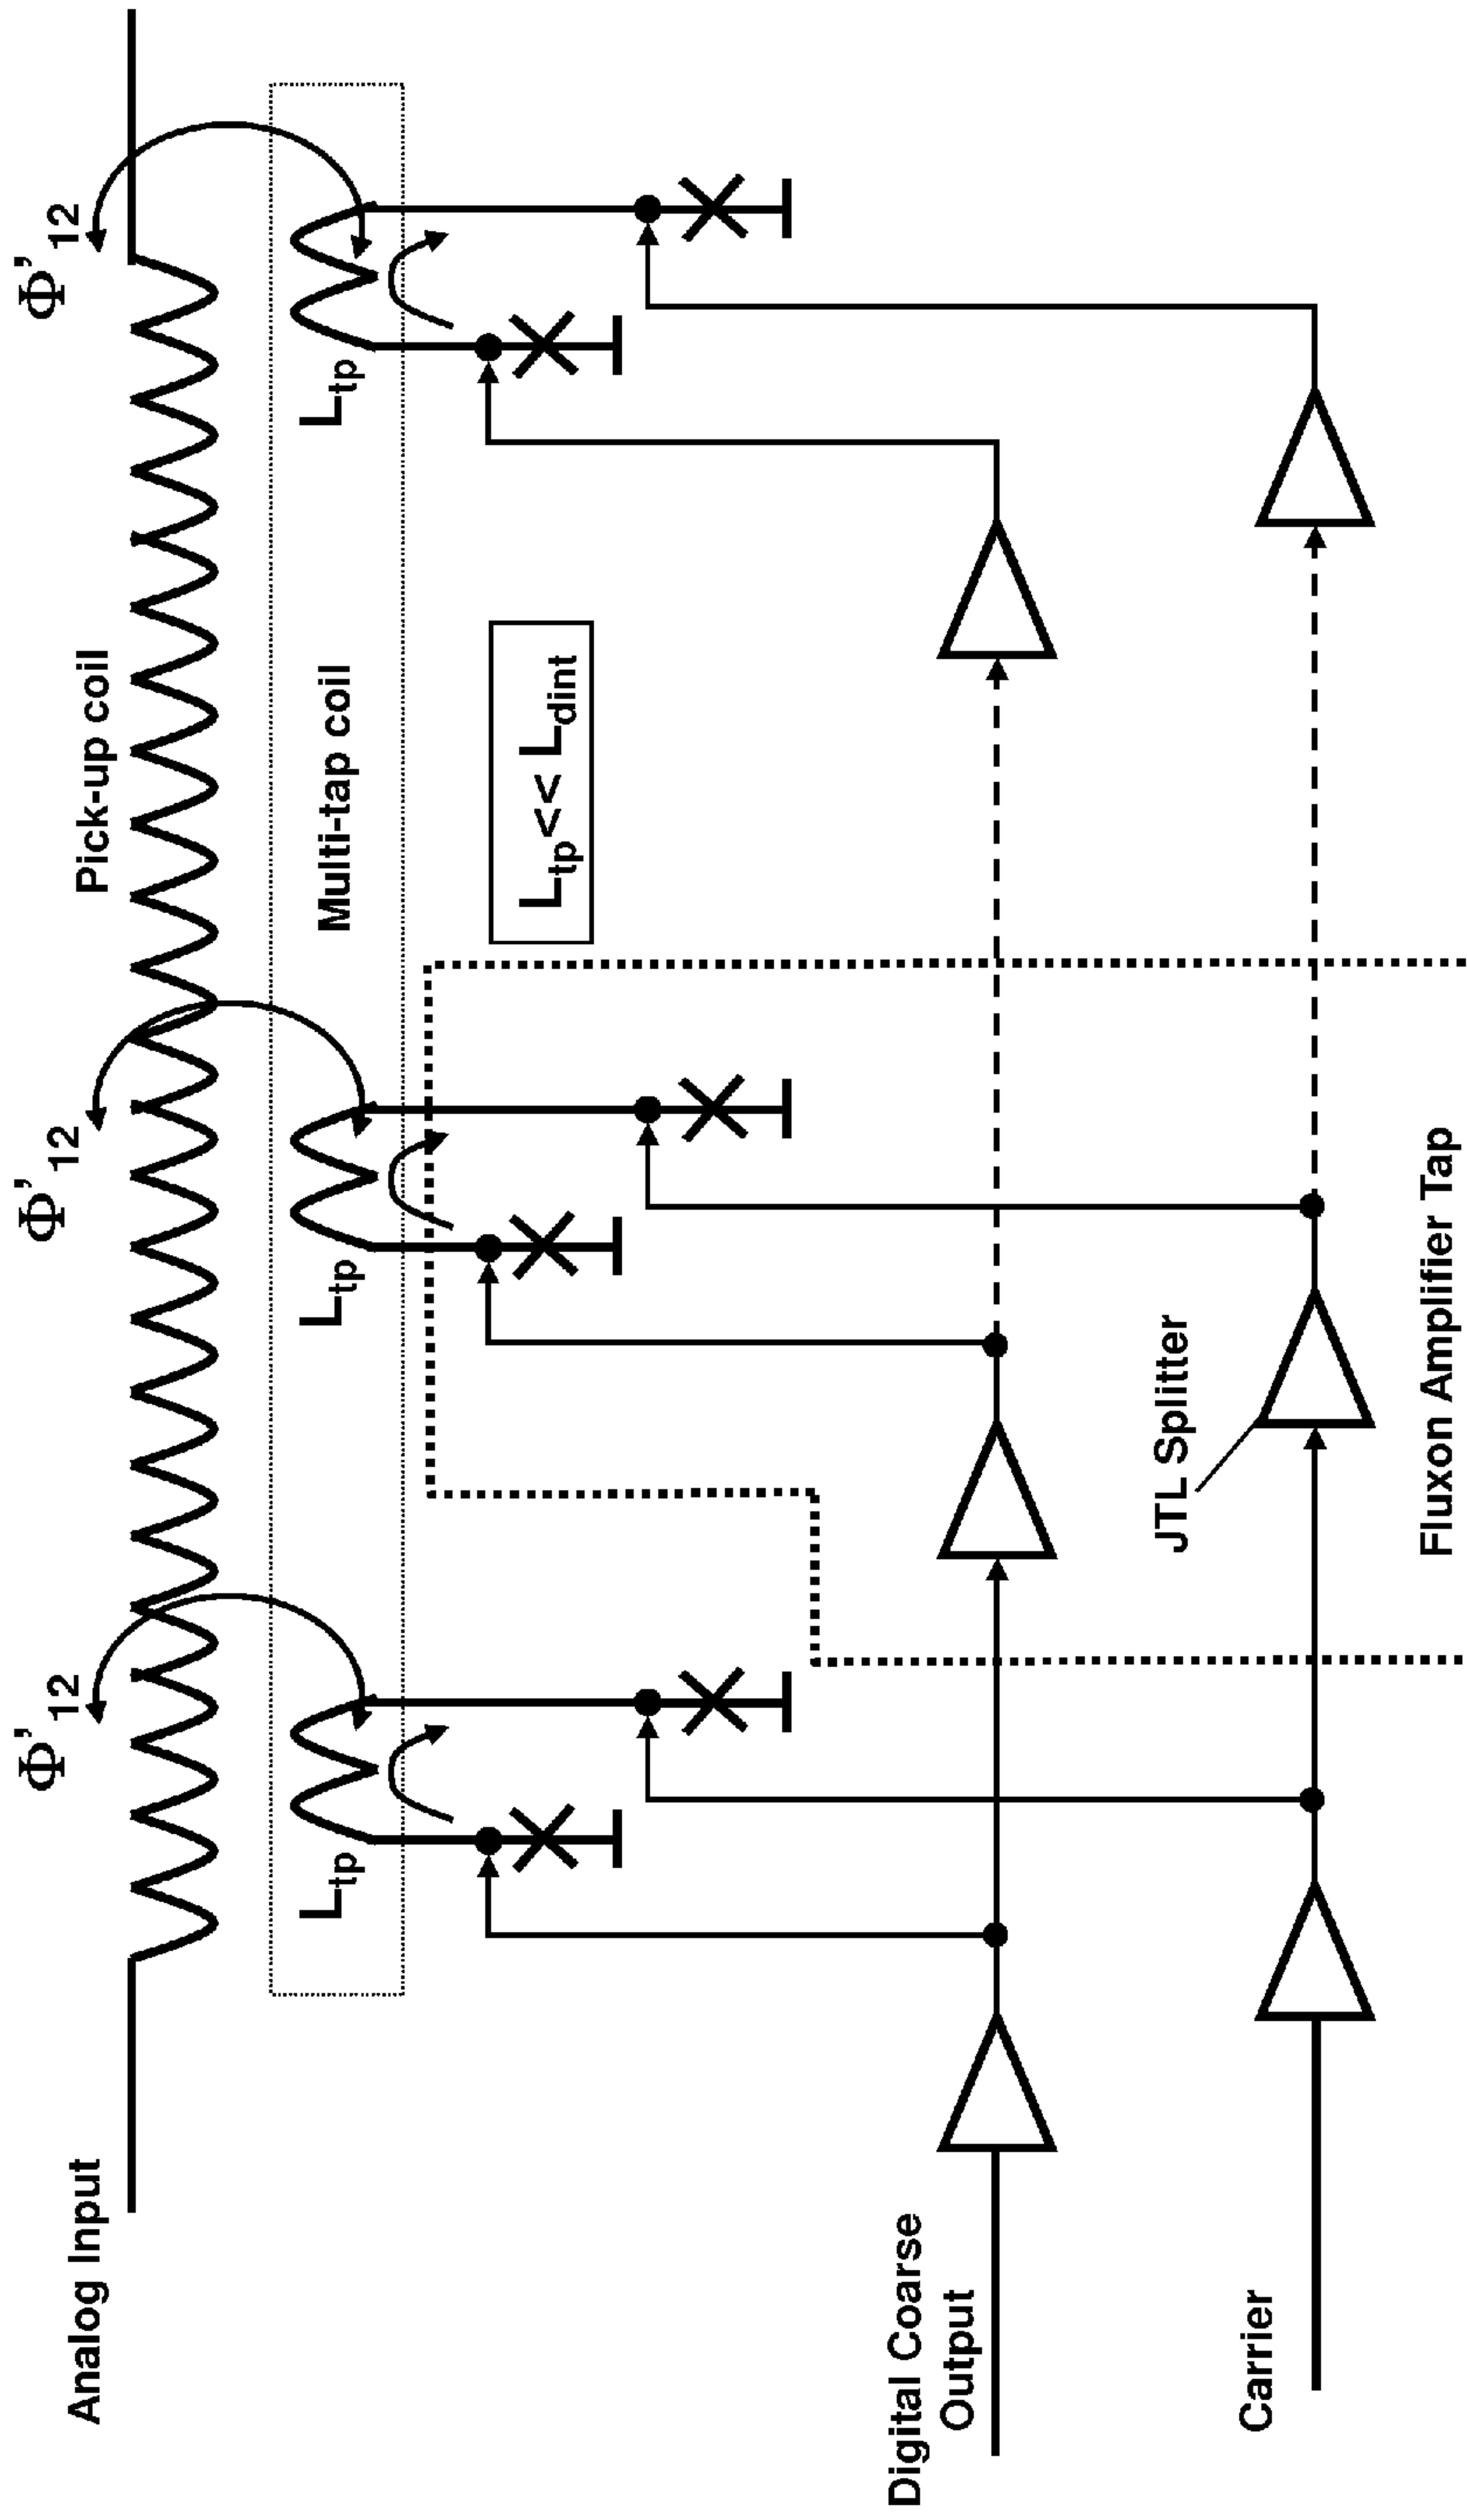 Analog Input
Pick-up coil
Φ'12
Φ'12
Φ'12
Multi-tap coil
Ltp
Ltp
Ltp
Ltp<< Ldint
Digital Coarse
Output
JTL Splitter
Carrier
Fluxon Amplifier Tap